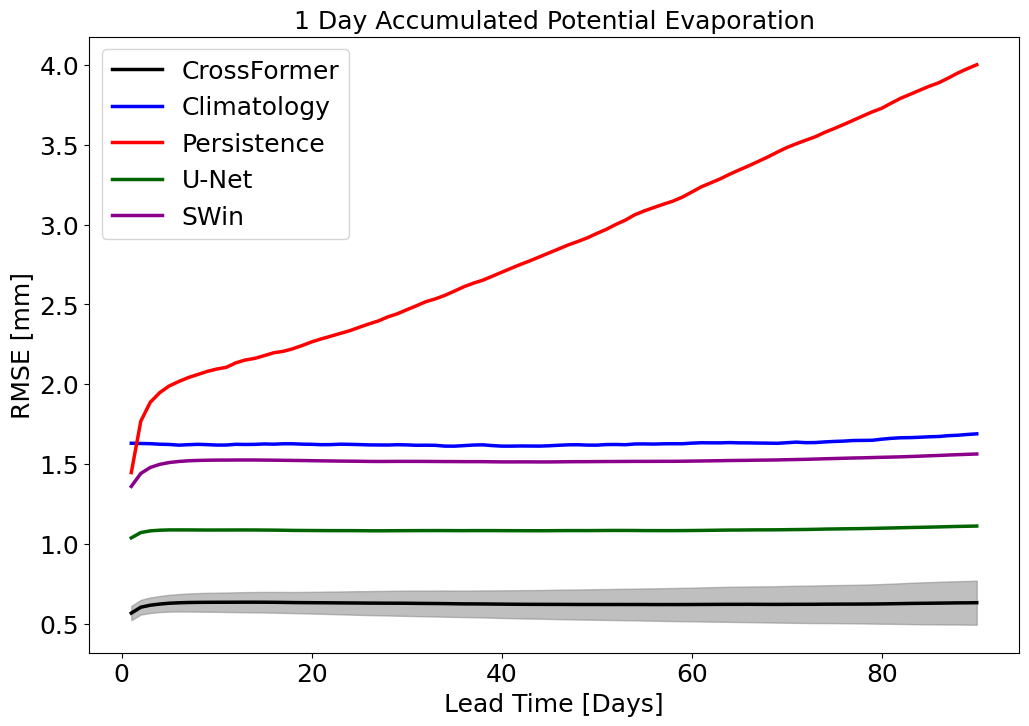 1 Day Accumulated Potential Evaporation
CrossFormer
Climatology
Persistence
U-Net
SWin
RMSE [mm]
4.0
3.5
3.0
2.5
2.0
1.5
1.0
0.5
0 20 40 60 80
Lead Time [Days]